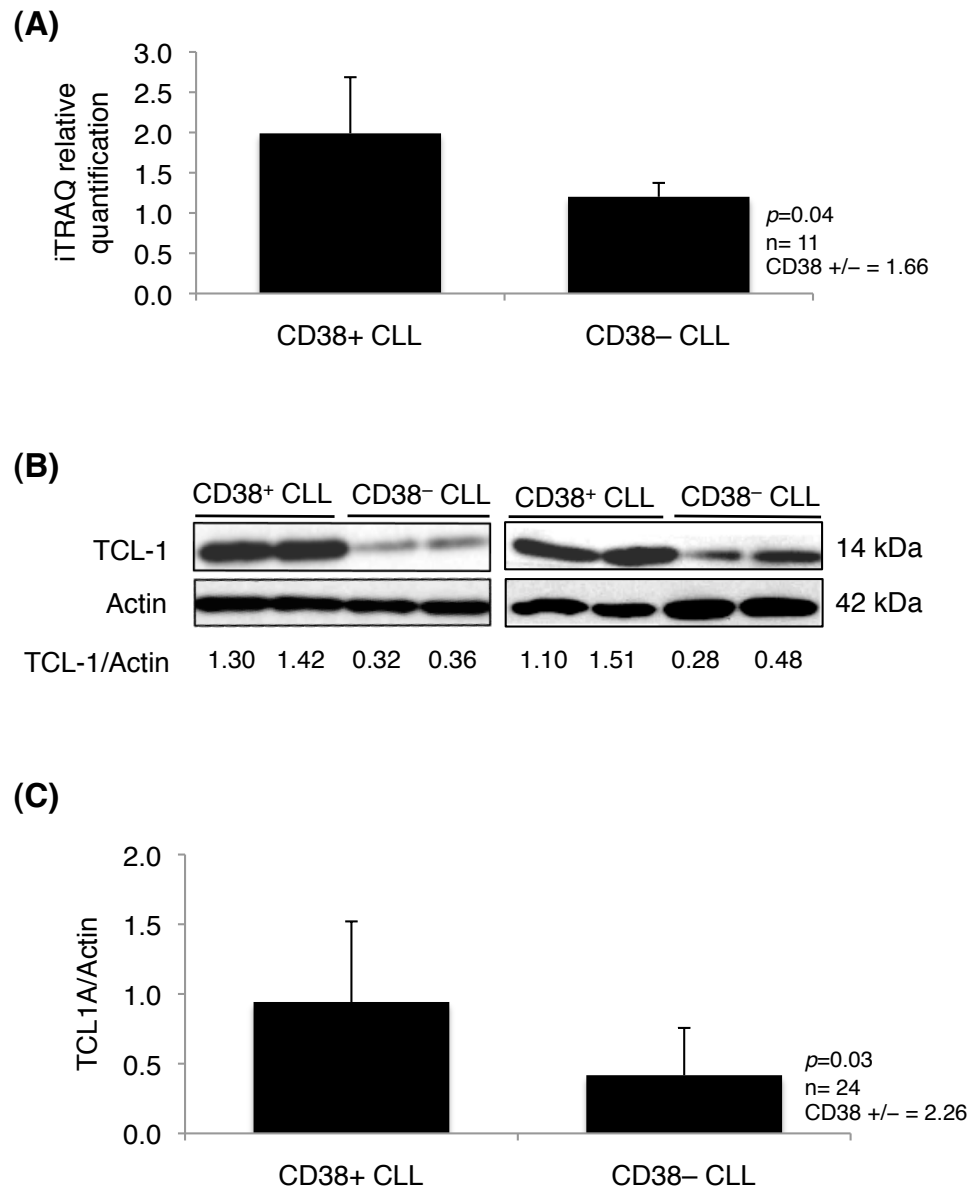 (A)
3.0
2.5
2.0
1.5
1.0
0.5
0.0
iTRAQ relative
quantification
p=0.04
n= 11
CD38 +/– = 1.66
CD38+ CLL CD38– CLL
(B)
CD38⁺ CLL CD38⁻ CLL CD38⁺ CLL CD38⁻ CLL
TCL-1 14 kDa
Actin 42 kDa
TCL-1/Actin 1.30 1.42 0.32 0.36 1.10 1.51 0.28 0.48
(C)
2.0
1.5
1.0
0.5
0.0
TCL1A/Actin
p=0.03
n= 24
CD38 +/– = 2.26
CD38+ CLL CD38– CLL